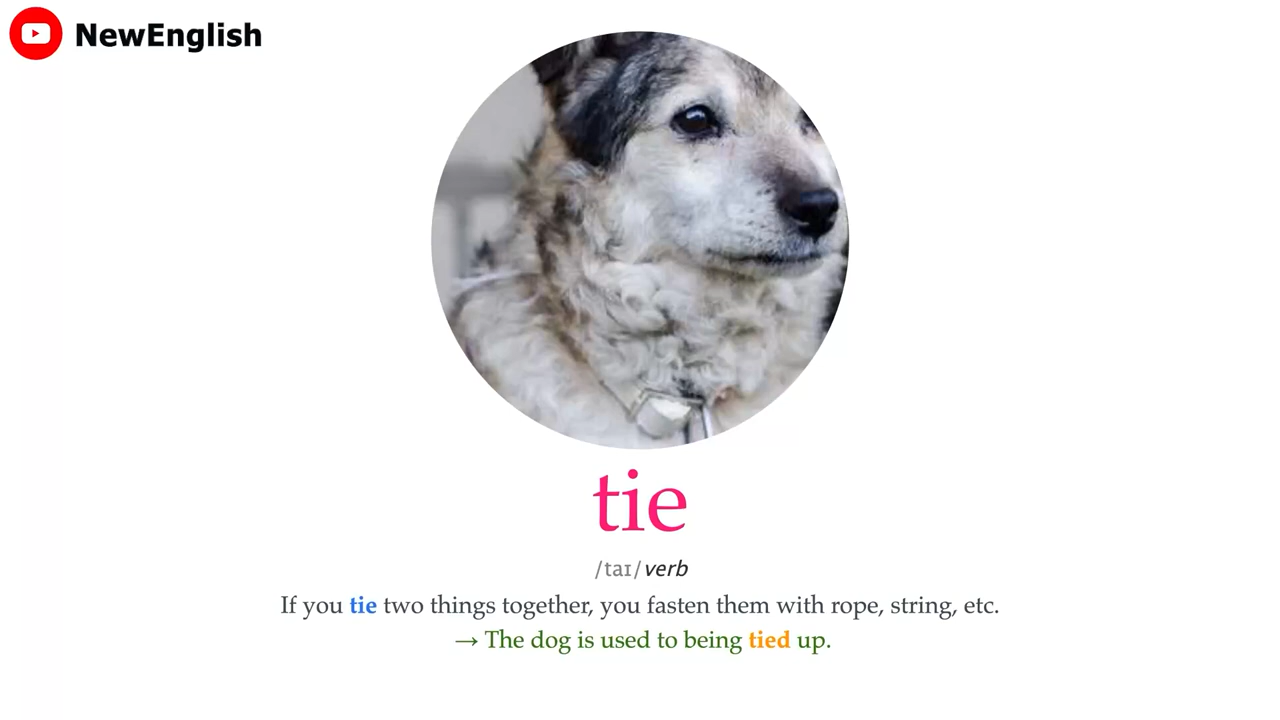 NewEnglish
tie
/taɪ/verb
If you tie two things together, you fasten them with rope, string, etc.
→ The dog is used to being tied up.